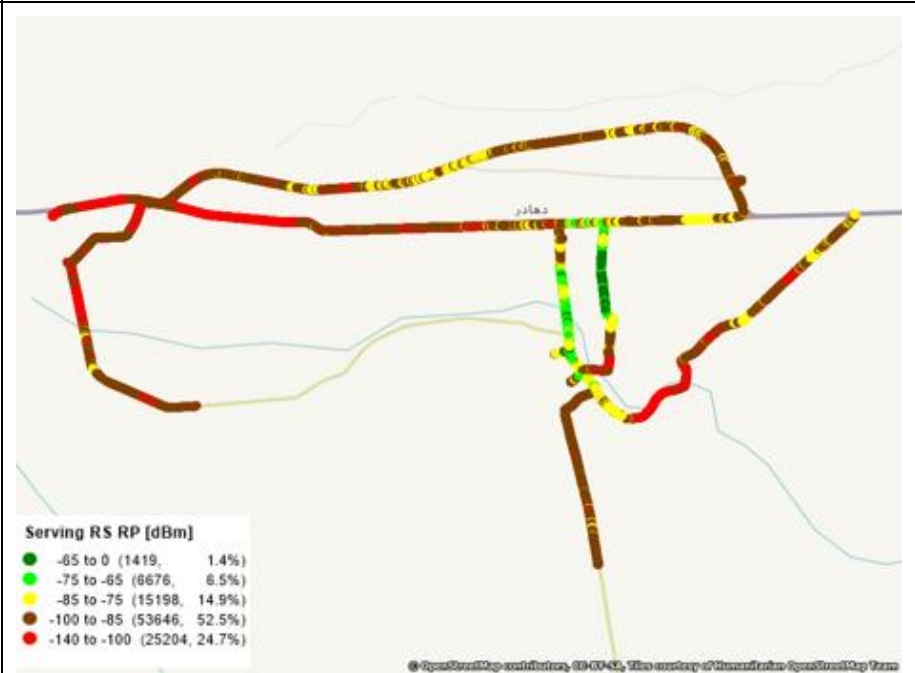 دهادر
Serving RS RP [dBm]
-65 to 0 (1419, 1.4%)
-75 to -65 (6676, 6.5%)
-85 to -75 (15198, 14.9%)
-100 to -85 (53646, 52.5%)
-140 to -100 (25204, 24.7%)
© OpenStreetMap contributors, CC-BY-SA, Tiles courtesy of Humanitarian OpenStreetMap Team